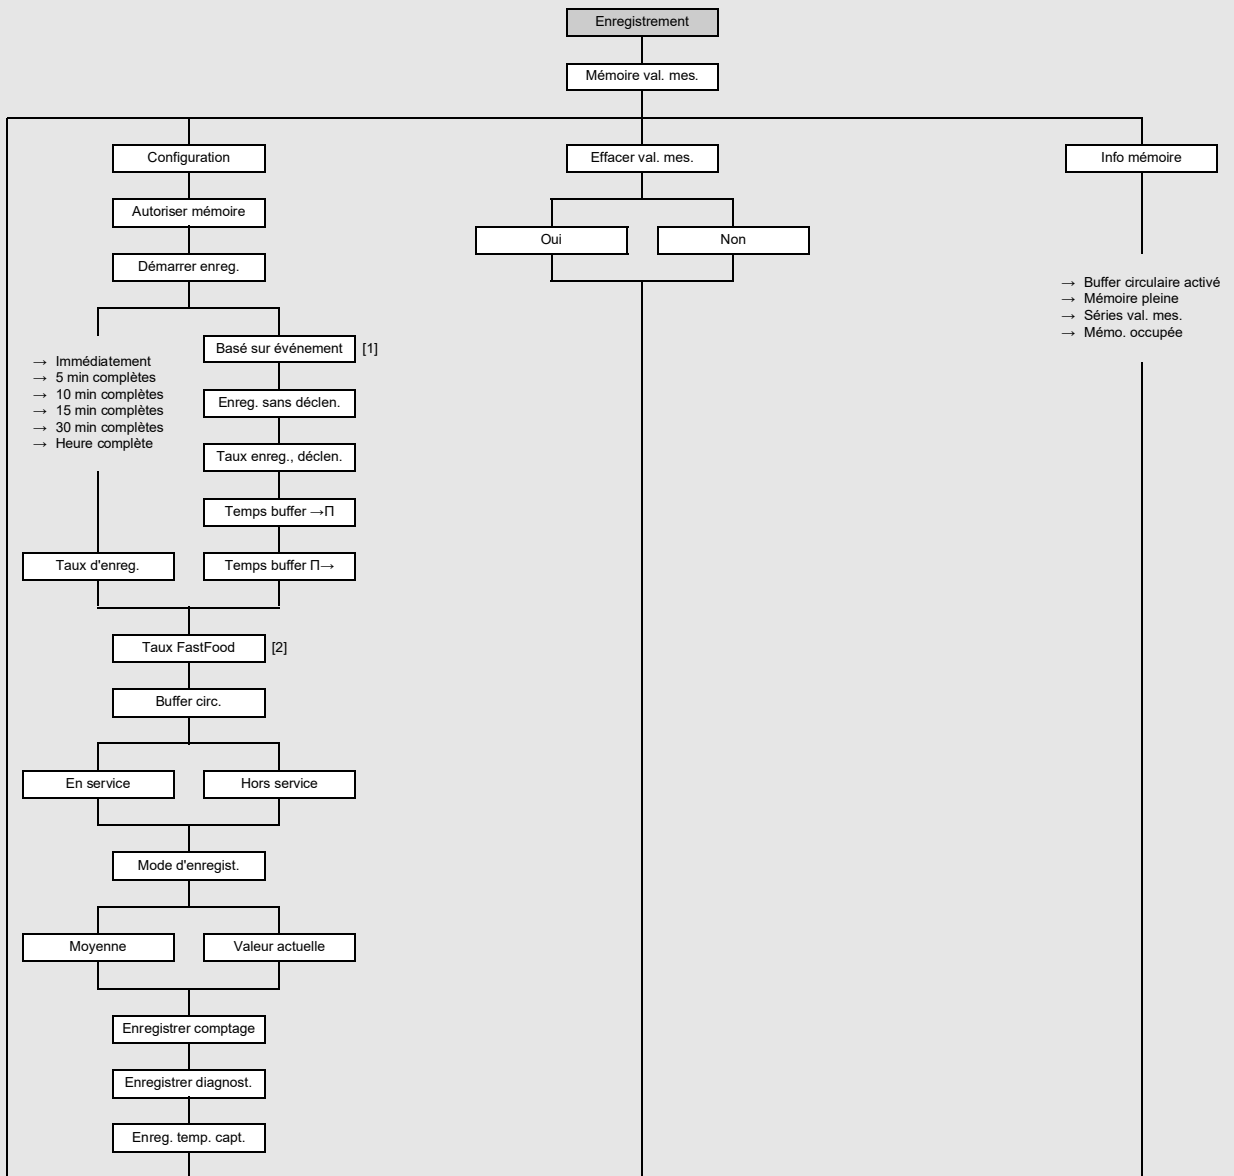 Enregistrement
Mémoire val. mes.
Configuration
Effacer val. mes.
Info mémoire
Autoriser mémoire
Oui
Non
Démarrer enreg.
→ Buffer circulaire activé
→ Mémoire pleine
→ Séries val. mes.
→ Mémo. occupée
Basé sur événement [1]
→ Immédiatement
→ 5 min complètes
→ 10 min complètes
→ 15 min complètes
→ 30 min complètes
→ Heure complète
Enreg. sans déclen.
Taux enreg., déclen.
Temps buffer →Π
Taux d'enreg.
Temps buffer Π→
Taux FastFood [2]
Buffer circ.
En service
Hors service
Mode d'enregist.
Moyenne
Valeur actuelle
Enregistrer comptage
Enregistrer diagnost.
Enreg. temp. capt.